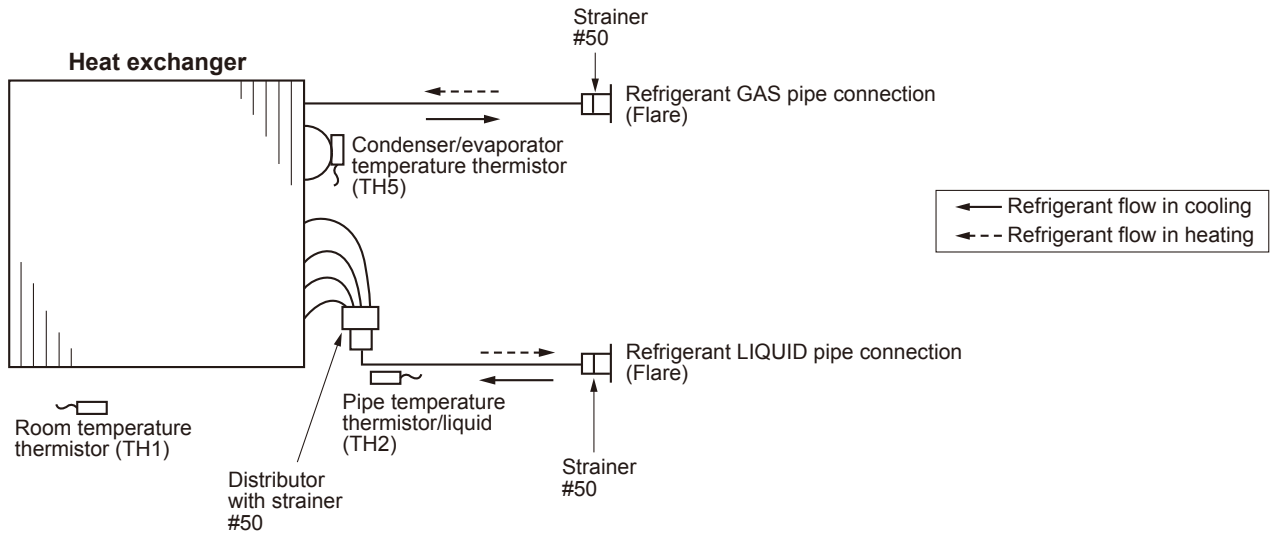 Strainer
#50
Heat exchanger
Refrigerant GAS pipe connection
(Flare)
Condenser/evaporator
temperature thermistor
(TH5)
Refrigerant flow in cooling
Refrigerant flow in heating
Refrigerant LIQUID pipe connection
(Flare)
Pipe temperature
thermistor/liquid
(TH2)
Room temperature
thermistor (TH1)
Strainer
#50
Distributor
with strainer
#50